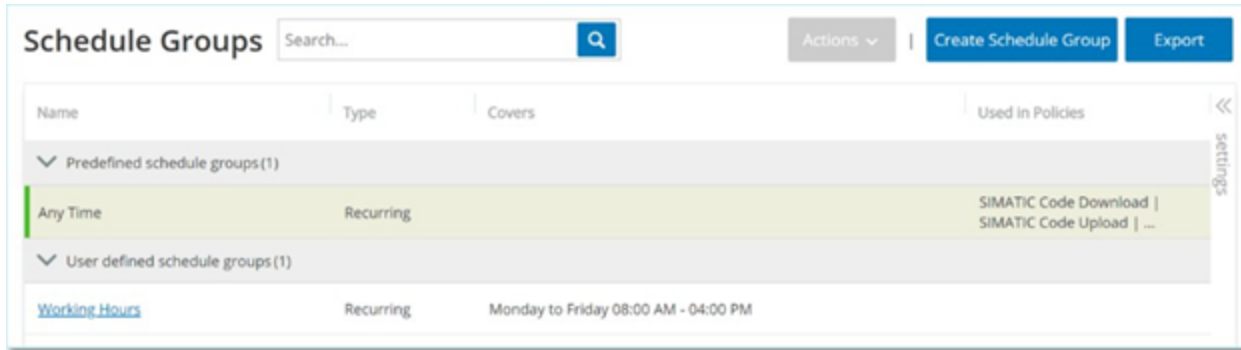 Schedule Groups Search... Actions | Create Schedule Group Export
Name Type Covers Used in Policies
settings
Predefined schedule groups (1)
Any Time Recurring SIMATIC Code Download |
SIMATIC Code Upload | ...
User defined schedule groups (1)
Working Hours Recurring Monday to Friday 08:00 AM - 04:00 PM